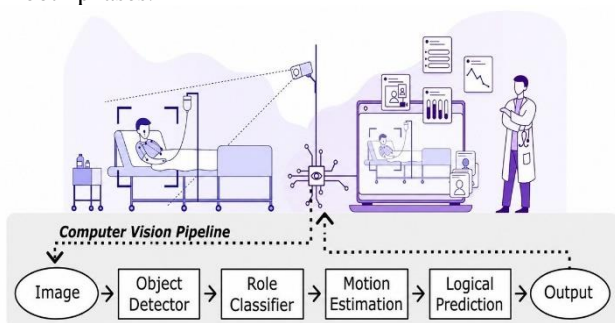 Computer Vision Pipeline
Image
Object
Detector
Role
Classifier
Motion
Estimation
Logical
Prediction
Output